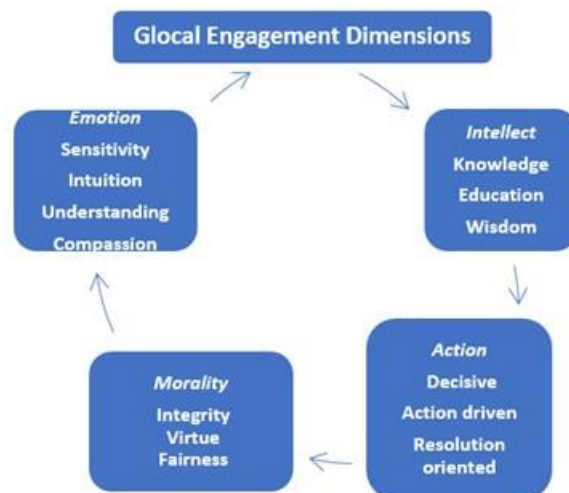 Glocal Engagement Dimensions
Intellect
Knowledge
Education
Wisdom
Action
Decisive
Action driven
Resolution
oriented
Morality
Integrity
Virtue
Fairness
Emotion
Sensitivity
Intuition
Understanding
Compassion